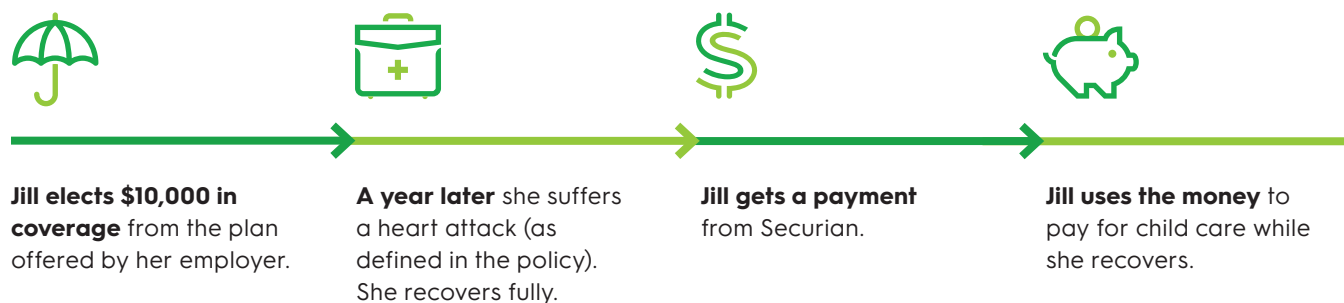 Jill elects $10,000 in
coverage from the plan
offered by her employer.
A year later she suffers
a heart attack (as
defined in the policy).
She recovers fully.
Jill gets a payment
from Securian.
Jill uses the money to
pay for child care while
she recovers.